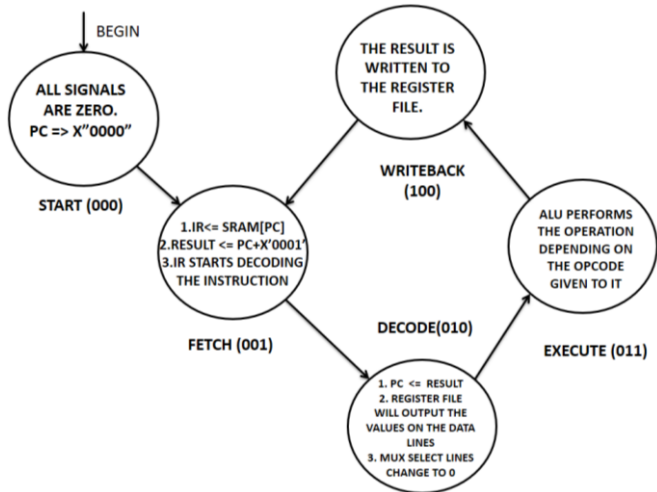 BEGIN
ALL SIGNALS
ARE ZERO.
PC => X”0000”
START (000)
1.IR<= SRAM[PC]
2.RESULT <= PC+X’0001’
3.IR STARTS DECODING
THE INSTRUCTION
FETCH (001)
DECODE(010)
1. PC <= RESULT
2. REGISTER FILE
WILL OUTPUT THE
VALUES ON THE DATA
LINES
3. MUX SELECT LINES
CHANGE TO 0
ALU PERFORMS
THE OPERATION
DEPENDING ON
THE OPCODE
GIVEN TO IT
EXECUTE (011)
THE RESULT IS
WRITTEN TO
THE REGISTER
FILE.
WRITEBACK
(100)